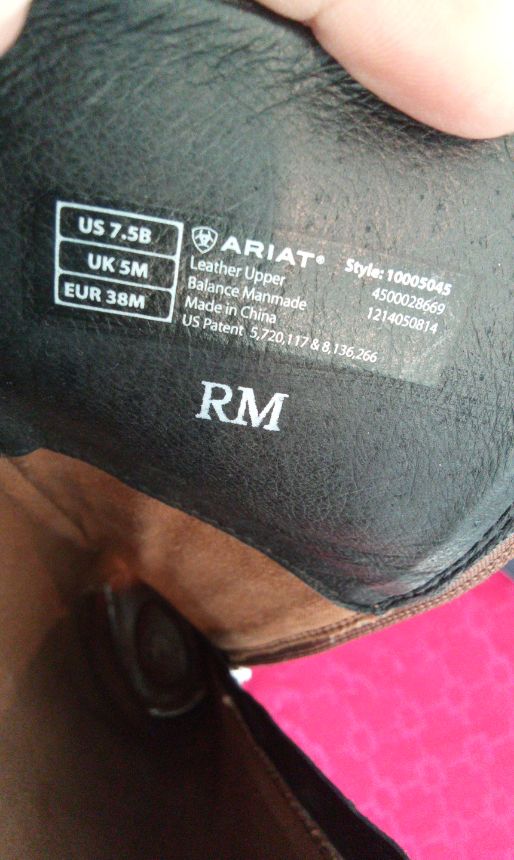 US 7.5B
UK 5M
EUR 38M
ARIAT®
Leather Upper
Balance Manmade
Made in China
US Patent 5,720,117 & 8,136,266
Style: 10005045
4500028669
1214050814
RM